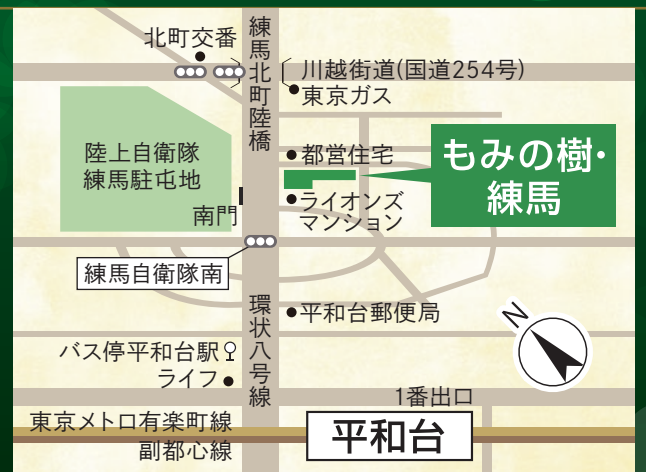 北町交番
練馬北町陸橋
川越街道(国道254号)
東京ガス
陸上自衛隊
練馬駐屯地
都営住宅
もみの樹・
練馬
南門
ライオンズ
マンション
練馬自衛隊南
環状八号線
平和台郵便局
N
バス停平和台駅
ライフ
1番出口
東京メトロ有楽町線
副都心線
平和台